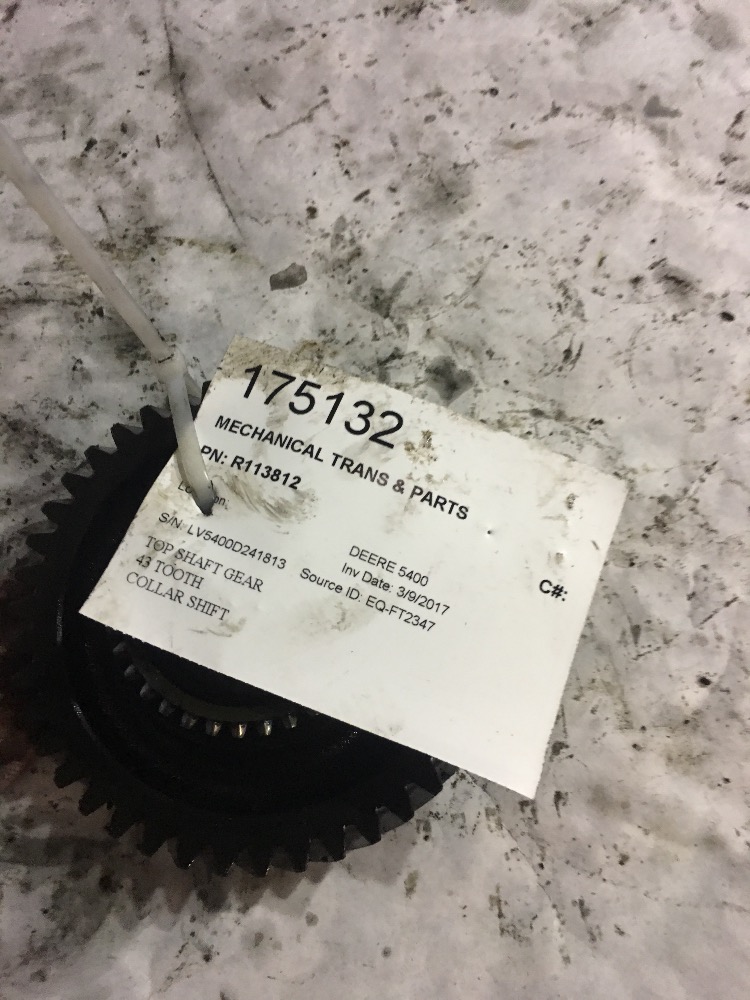 175132
MECHANICAL TRANS & PARTS
PN: R113812
S/N: LV5400D241813
TOP SHAFT GEAR
43 TOOTH
COLLAR SHIFT
DEERE 5400
Inv Date: 3/9/2017
Source ID: EQ-FT2347
C#: